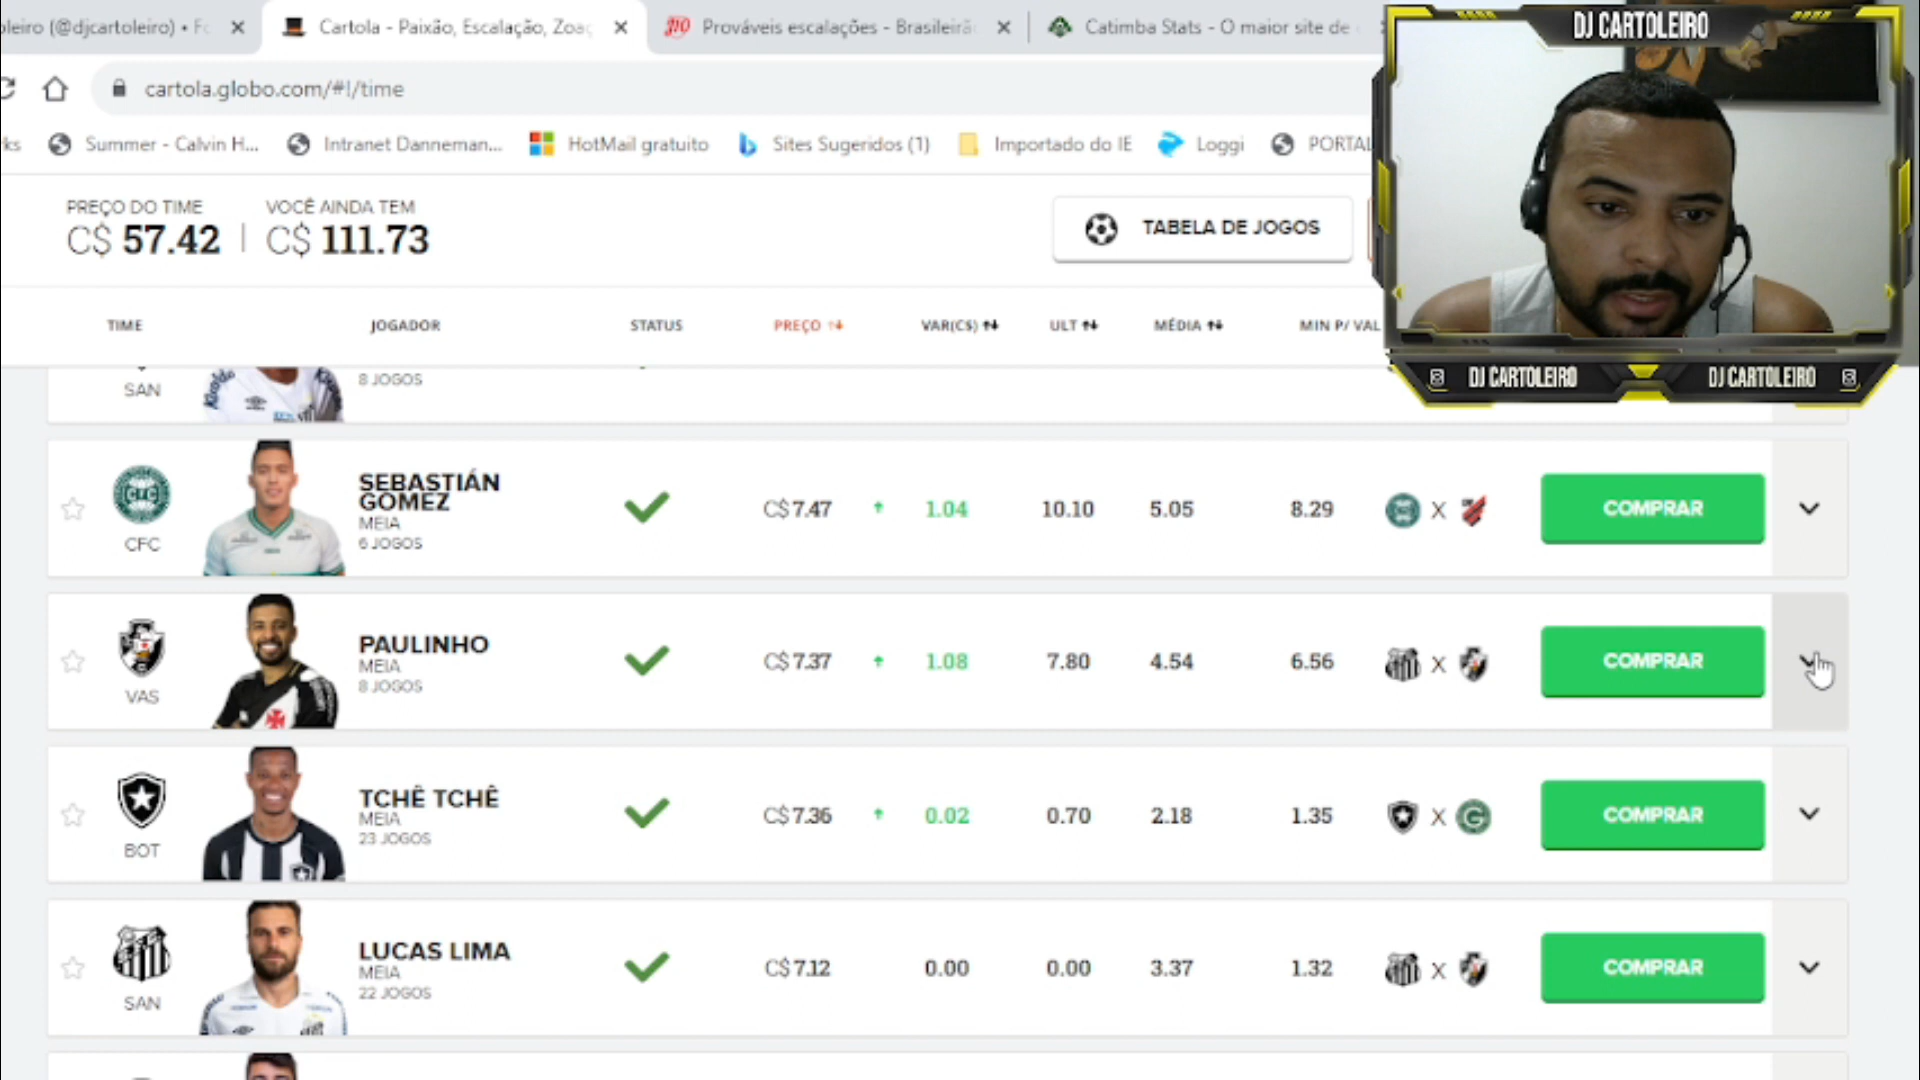 oleiro (@djcartoleiro) • Fc
Cartola - Paixão, Escalação, Zoaç
Prováveis escalações - Brasileirã
Catimba Stats - O maior site de
DJ CARTOLEIRO
cartola.globo.com/#!/time
ks
Summer - Calvin H...
Intranet Danneman...
HotMail gratuito
Sites Sugeridos (1)
Importado do IE
Loggi
PORTAL
PREÇO DO TIME
VOCÊ AINDA TEM
C$ 57.42
C$ 111.73
TABELA DE JOGOS
TIME JOGADOR STATUS PREÇO VAR(C$) ULT MÉDIA MIN P/ VAL
DJ CARTOLEIRO DJ CARTOLEIRO
SAN
8 JOGOS
CFC
SEBASTIÁN
GOMEZ
MEIA
6 JOGOS
C$ 7.47 1.04 10.10 5.05 8.29 X COMPRAR
VAS
PAULINHO
MEIA
8 JOGOS
C$ 7.37 1.08 7.80 4.54 6.56 X COMPRAR
BOT
TCHÊ TCHÊ
MEIA
23 JOGOS
C$ 7.36 0.02 0.70 2.18 1.35 X COMPRAR
SAN
LUCAS LIMA
MEIA
22 JOGOS
C$ 7.12 0.00 0.00 3.37 1.32 X COMPRAR